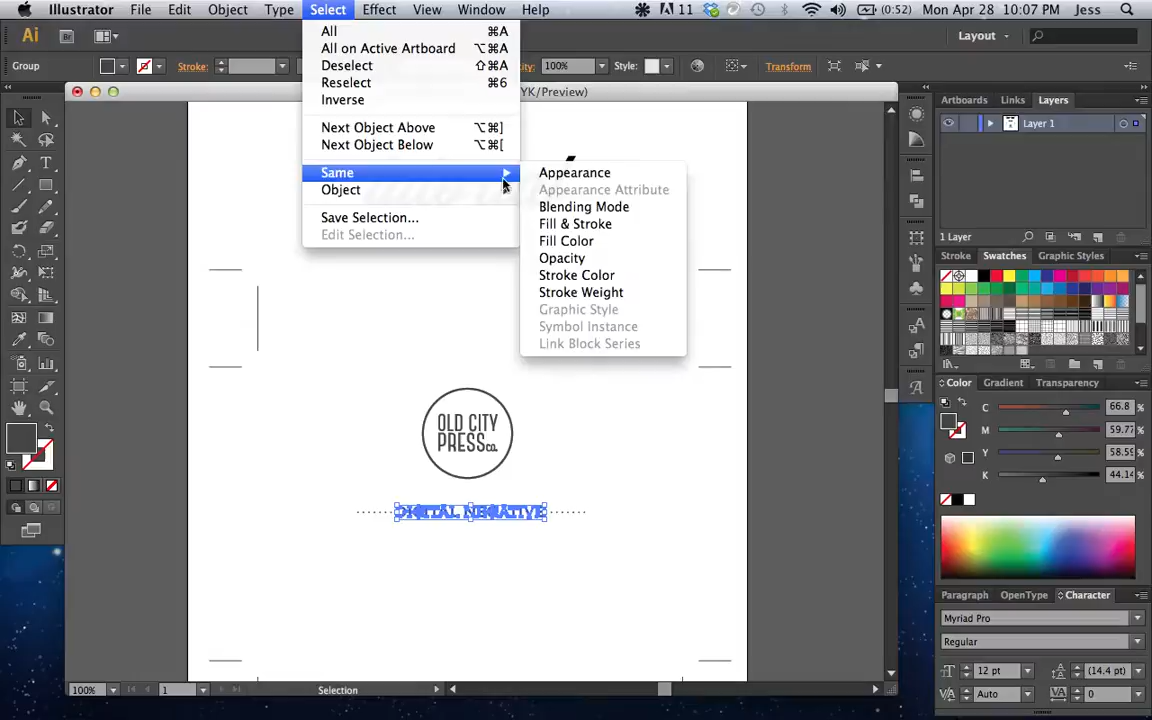 Illustrator File Edit Object Type Select Effect View Window Help 11 (0:52) Mon Apr 28 10:07 PM Jess
Ai Br Layout
Group Stroke: 100% Style: Transform
All ⌘A
All on Active Artboard ⌥⌘A
Deselect ⇧⌘A
Reselect ⌘6
Inverse
Next Object Above ⌥⌘]
Next Object Below ⌥⌘[
Same
Object
Save Selection...
Edit Selection...
Appearance
Appearance Attribute
Blending Mode
Fill & Stroke
Fill Color
Opacity
Stroke Color
Stroke Weight
Graphic Style
Symbol Instance
Link Block Series
YK/Preview)
OLD CITY
PRESS CO.
DIGITAL NEGATIVE
100% 1 Selection
Artboards Links Layers
Layer 1
1 Layer
Stroke Swatches Graphic Styles
Color Gradient Transparency
C 66.8 %
M 59.77 %
Y 58.59 %
K 44.14 %
Paragraph OpenType Character
Myriad Pro
Regular
12 pt (14.4 pt)
Auto 0